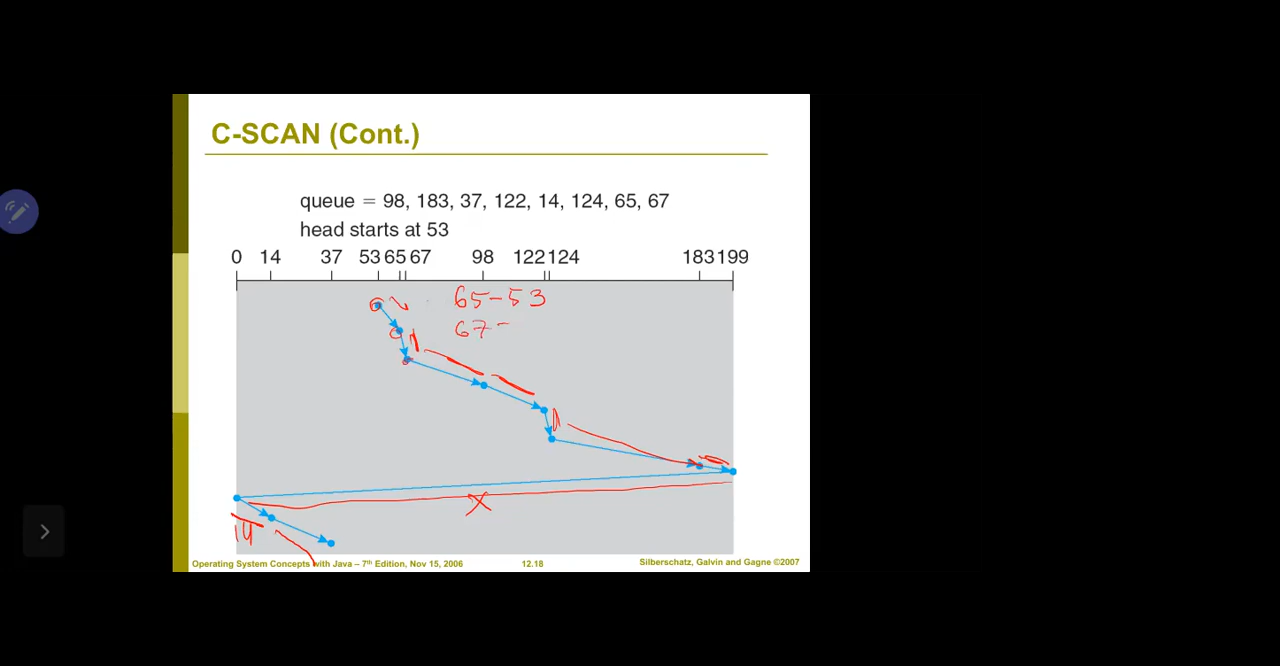 C-SCAN (Cont.)
queue = 98, 183, 37, 122, 14, 124, 65, 67
head starts at 53
0 14 37 53 65 67 98 122 124 183 199
65-53
67-
X
14
Operating System Concepts with Java – 7th Edition, Nov 15, 2006 12.18 Silberschatz, Galvin and Gagne ©2007